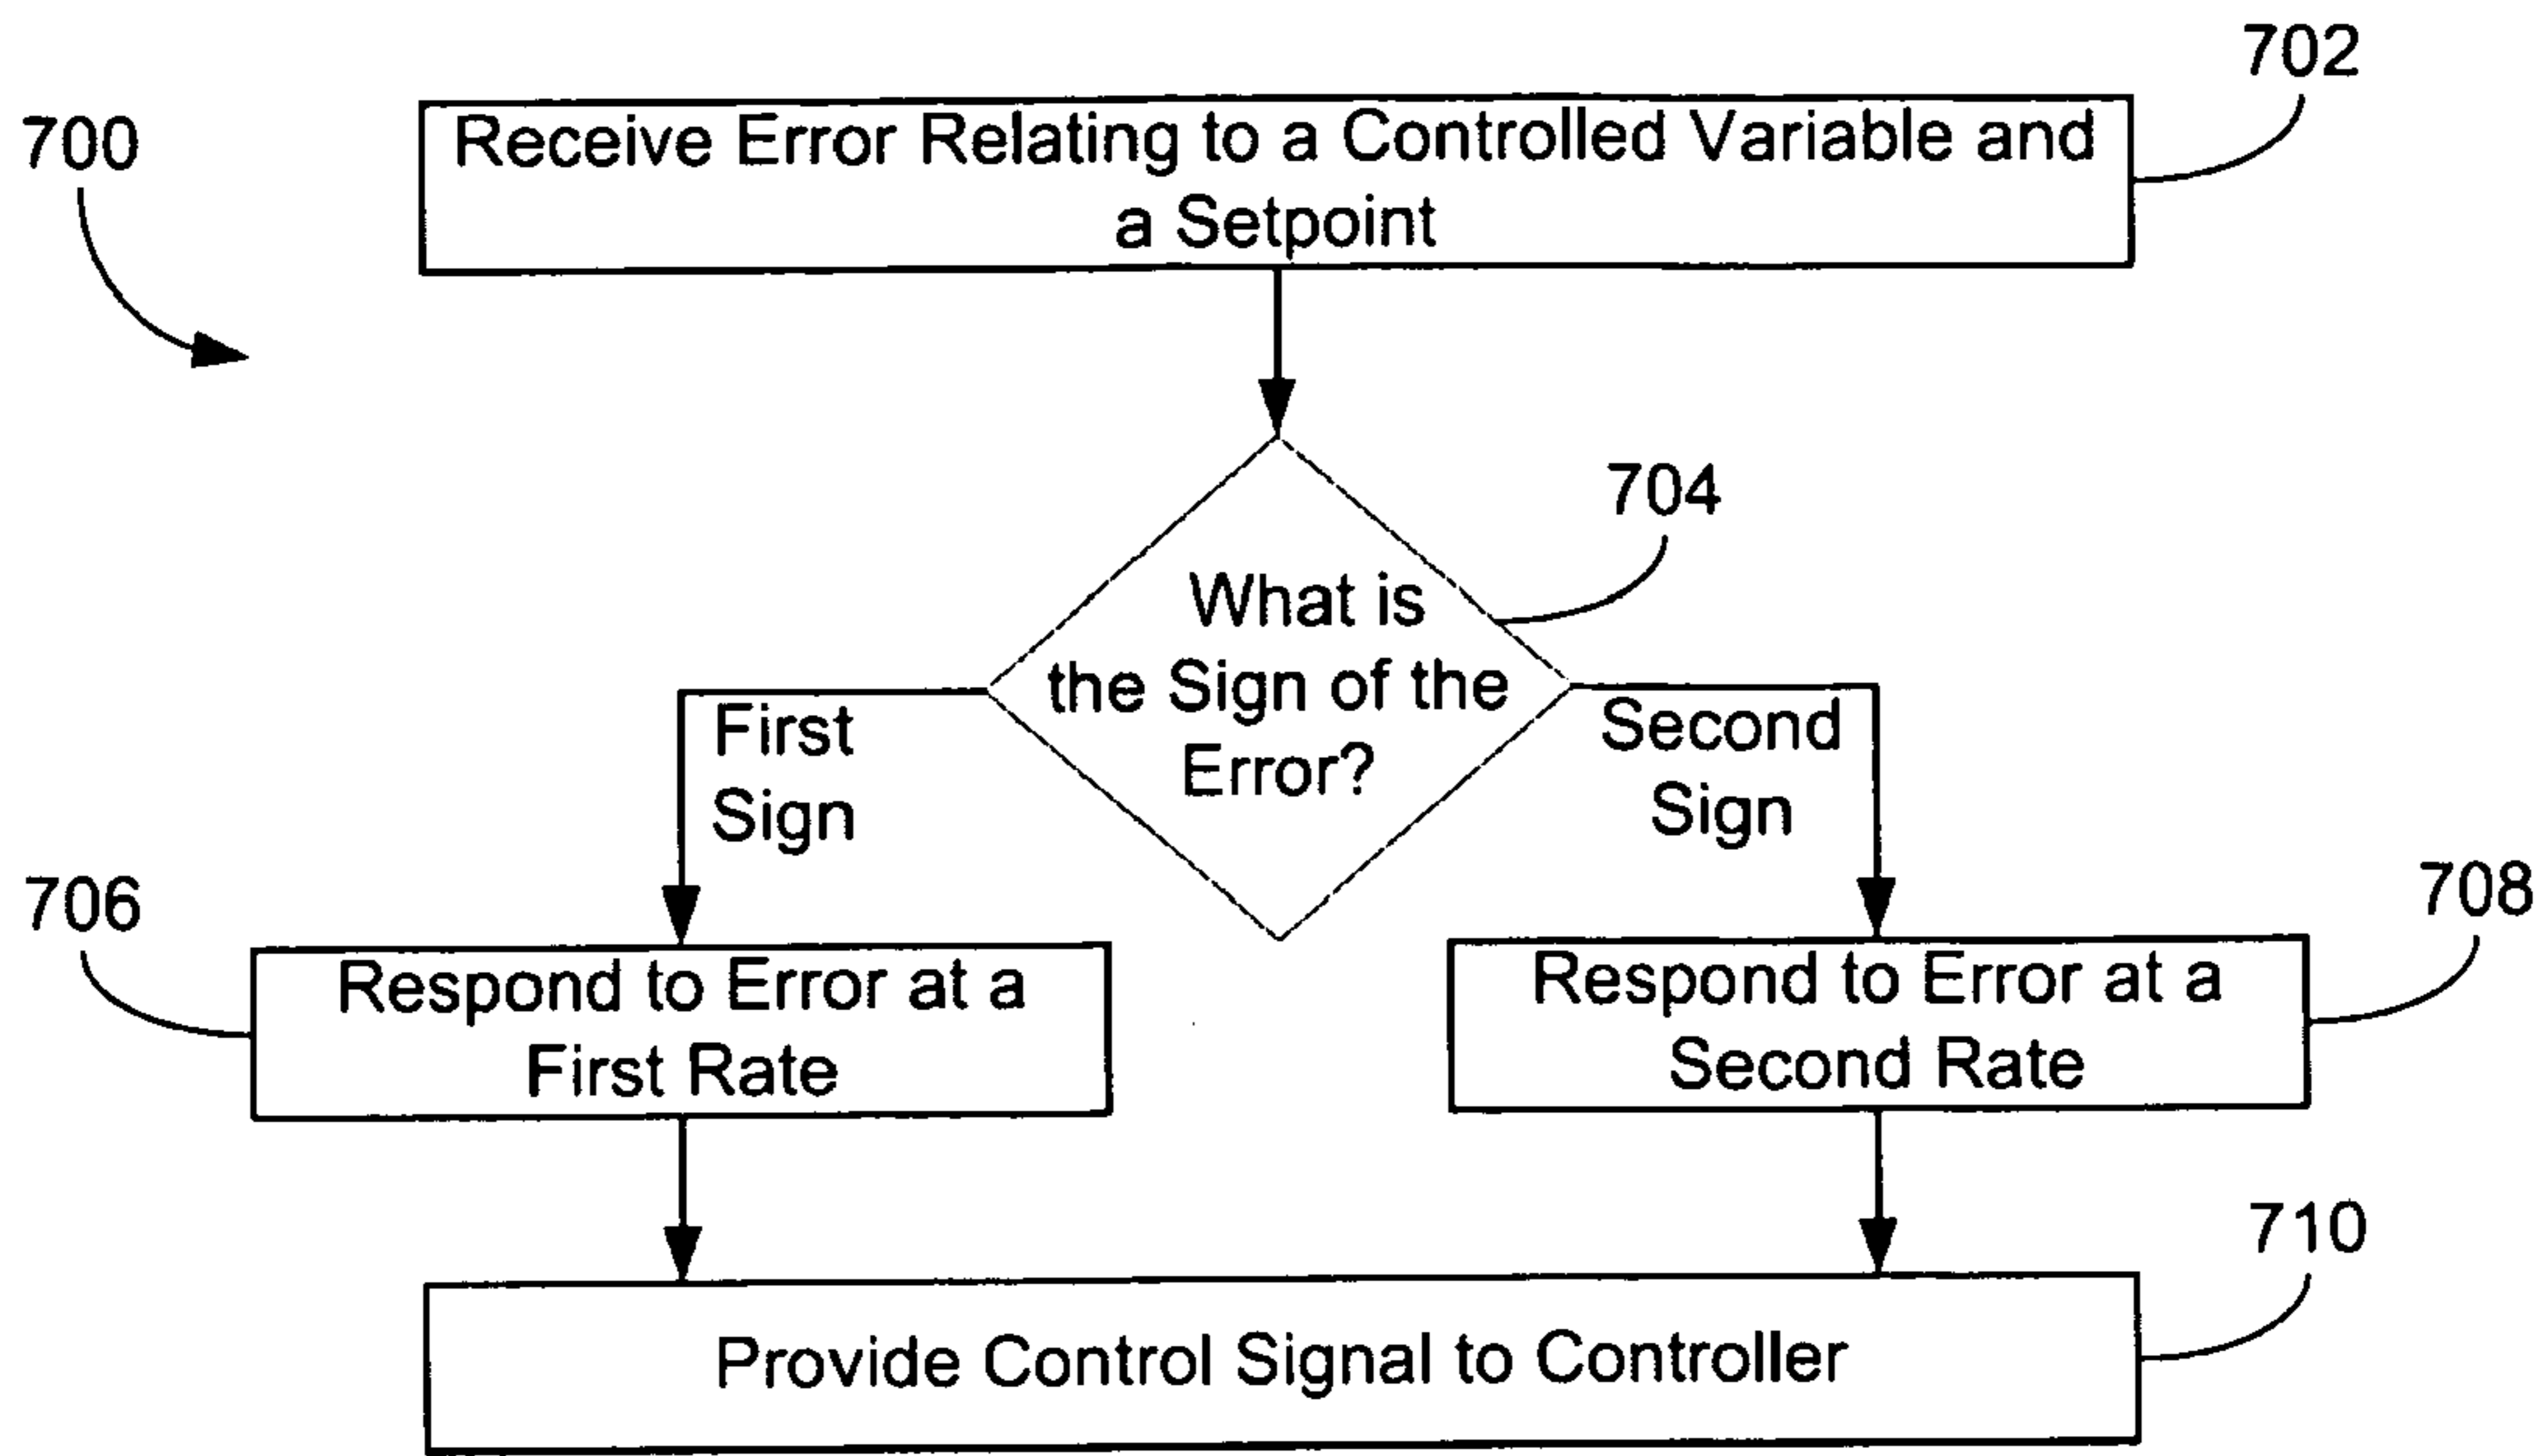 702
700
Receive Error Relating to a Controlled Variable and
a Setpoint
704
What is
the Sign of the
Error?
First
Sign
Second
Sign
706
708
Respond to Error at a
First Rate
Respond to Error at a
Second Rate
710
Provide Control Signal to Controller